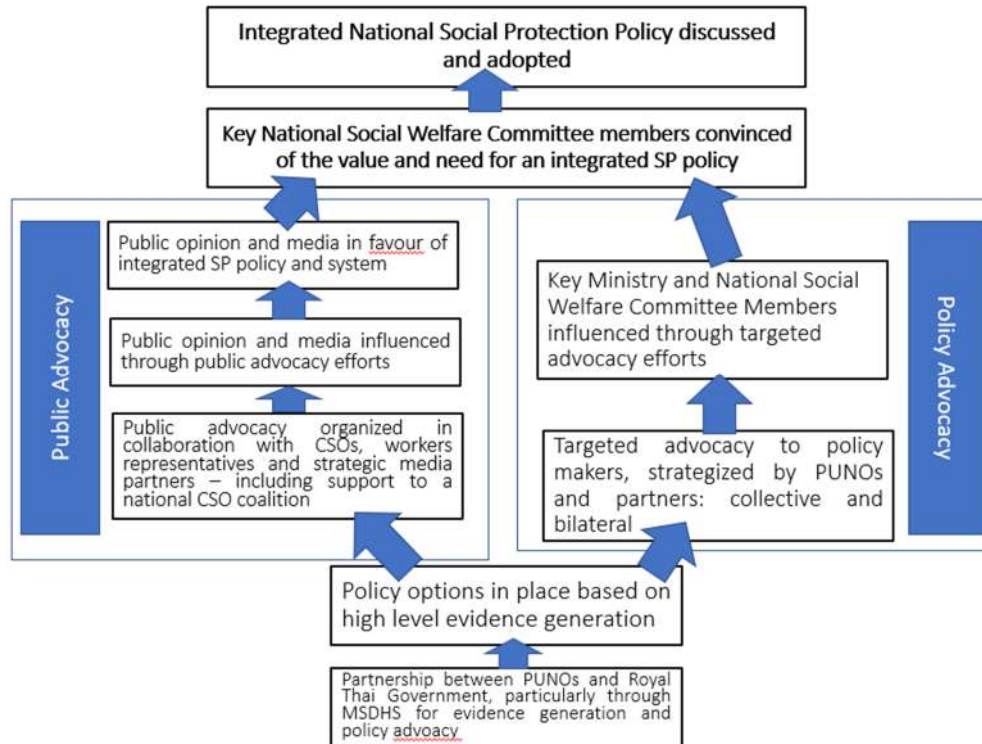 Integrated National Social Protection Policy discussed
and adopted
Key National Social Welfare Committee members convinced
of the value and need for an integrated SP policy
Public Advocacy
Public opinion and media in favour of
integrated SP policy and system
Public opinion and media influenced
through public advocacy efforts
Public advocacy organized in
collaboration with CSOs, workers
representatives and strategic media
partners – including support to a
national CSO coalition
Key Ministry and National Social
Welfare Committee Members
influenced through targeted
advocacy efforts
Targeted advocacy to policy
makers, strategized by PUNOs
and partners: collective and
bilateral
Policy Advocacy
Policy options in place based on
high level evidence generation
Partnership between PUNOs and Royal
Thai Government, particularly through
MSDHS for evidence generation and
policy advoacy